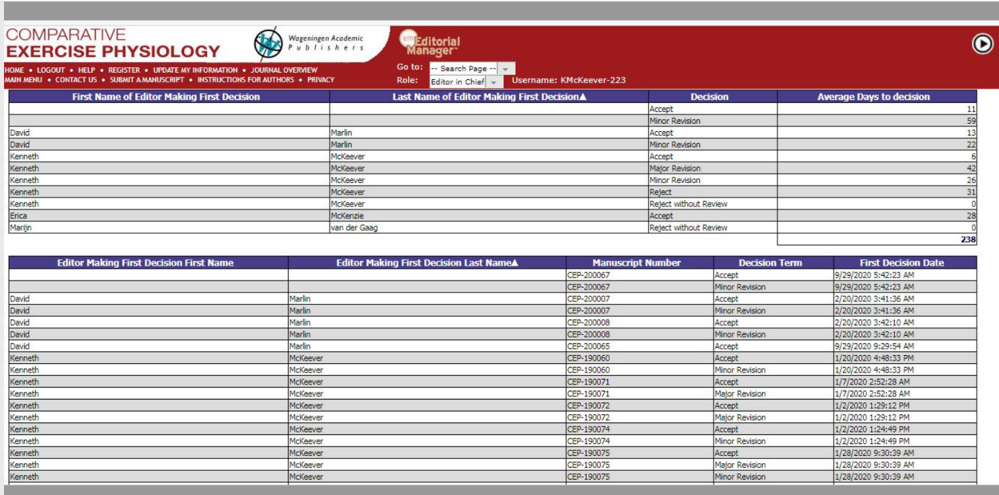 COMPARATIVE
EXERCISE PHYSIOLOGY
Wageningen Academic
Publishers
em Editorial
Manager™
HOME • LOGOUT • HELP • REGISTER • UPDATE MY INFORMATION • JOURNAL OVERVIEW
MAIN MENU • CONTACT US • SUBMIT A MANUSCRIPT • INSTRUCTIONS FOR AUTHORS • PRIVACY
Go to: -- Search Page --
Role: Editor in Chief Username: KMcKeever-223
First Name of Editor Making First Decision Last Name of Editor Making First Decision▲ Decision Average Days to decision
Accept 11
Minor Revision 59
David Marlin Accept 13
David Marlin Minor Revision 22
Kenneth McKeever Accept 6
Kenneth McKeever Major Revision 42
Kenneth McKeever Minor Revision 26
Kenneth McKeever Reject 31
Kenneth McKeever Reject without Review 0
Erica McKenzie Accept 28
Marijn van der Gaag Reject without Review 0
238
Editor Making First Decision First Name Editor Making First Decision Last Name▲ Manuscript Number Decision Term First Decision Date
CEP-200067 Accept 9/29/2020 5:42:23 AM
CEP-200067 Minor Revision 9/29/2020 5:42:23 AM
David Marlin CEP-200007 Accept 2/20/2020 3:41:36 AM
David Marlin CEP-200007 Minor Revision 2/20/2020 3:41:36 AM
David Marlin CEP-200008 Accept 2/20/2020 3:42:10 AM
David Marlin CEP-200008 Minor Revision 2/20/2020 3:42:10 AM
David Marlin CEP-200065 Accept 9/29/2020 9:29:54 AM
Kenneth McKeever CEP-190060 Accept 1/20/2020 4:48:33 PM
Kenneth McKeever CEP-190060 Minor Revision 1/20/2020 4:48:33 PM
Kenneth McKeever CEP-190071 Accept 1/7/2020 2:52:28 AM
Kenneth McKeever CEP-190071 Major Revision 1/7/2020 2:52:28 AM
Kenneth McKeever CEP-190072 Accept 1/2/2020 1:29:12 PM
Kenneth McKeever CEP-190072 Major Revision 1/2/2020 1:29:12 PM
Kenneth McKeever CEP-190074 Accept 1/2/2020 1:24:49 PM
Kenneth McKeever CEP-190074 Minor Revision 1/2/2020 1:24:49 PM
Kenneth McKeever CEP-190075 Accept 1/28/2020 9:30:39 AM
Kenneth McKeever CEP-190075 Major Revision 1/28/2020 9:30:39 AM
Kenneth McKeever CEP-190075 Minor Revision 1/28/2020 9:30:39 AM